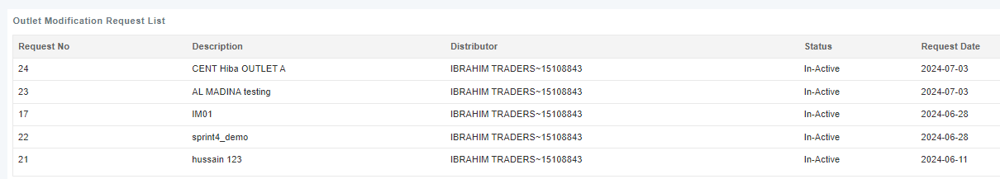 Outlet Modification Request List
Request No Description Distributor Status Request Date
24 CENT Hiba OUTLET A IBRAHIM TRADERS~15108843 In-Active 2024-07-03
23 AL MADINA testing IBRAHIM TRADERS~15108843 In-Active 2024-07-03
17 IM01 IBRAHIM TRADERS~15108843 In-Active 2024-06-28
22 sprint4_demo IBRAHIM TRADERS~15108843 In-Active 2024-06-28
21 hussain 123 IBRAHIM TRADERS~15108843 In-Active 2024-06-11